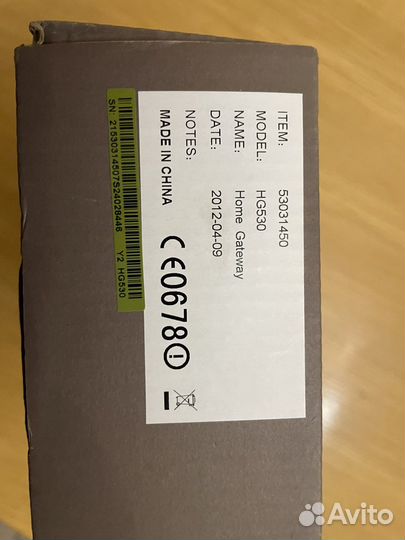 ITEM: 53031450
MODEL: HG530
NAME: Home Gateway
DATE: 2012-04-09
NOTES:
MADE IN CHINA
CE0678
SN: 21530314507S24028446 Y2 HG530
Avito